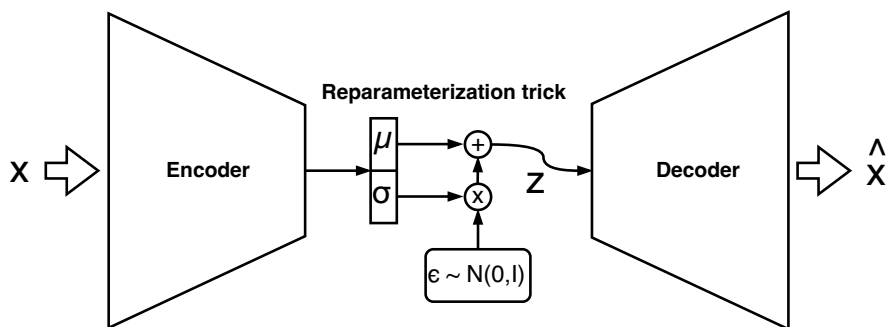 Reparameterization trick
x
Encoder
μ
σ
+
x
z
ϵ ~ N(0,I)
Decoder
x̂